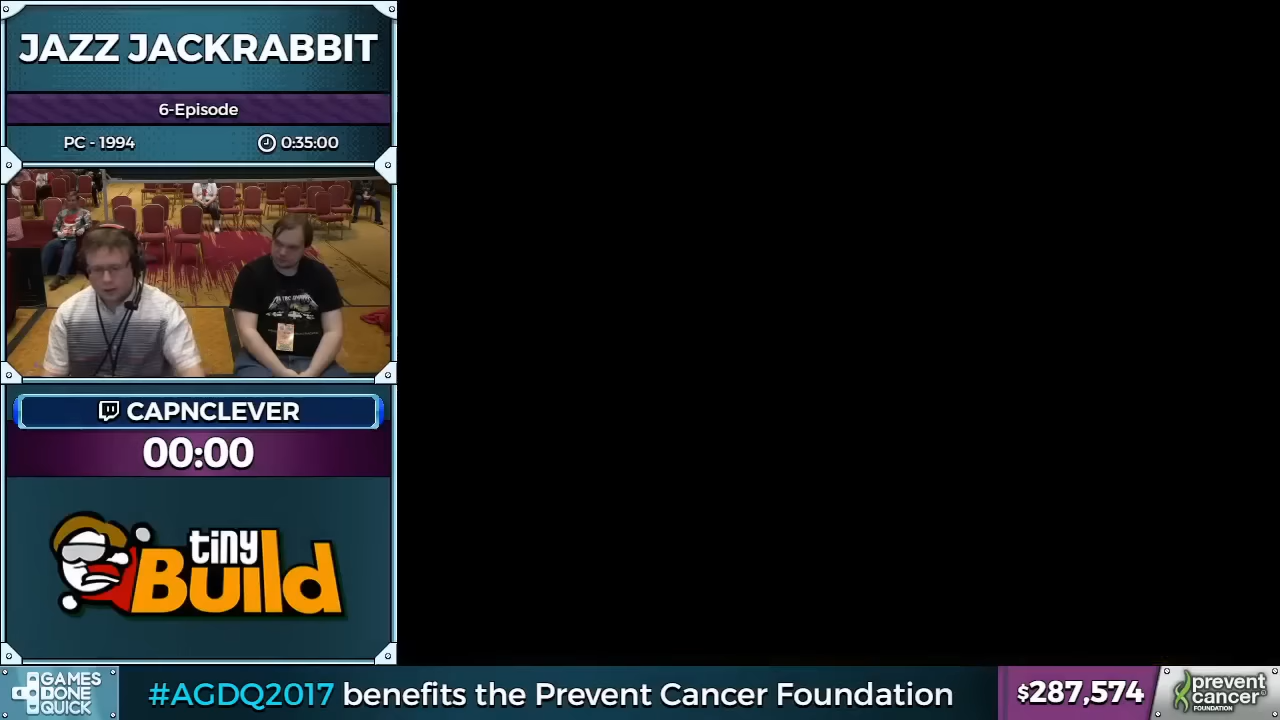 JAZZ JACKRABBIT
6-Episode
PC - 1994
0:35:00
CAPNCLEVER
00:00
tiny
Build
GAMES
DONE
QUICK
#AGDQ2017 benefits the Prevent Cancer Foundation
$287,574
prevent
cancer
FOUNDATION